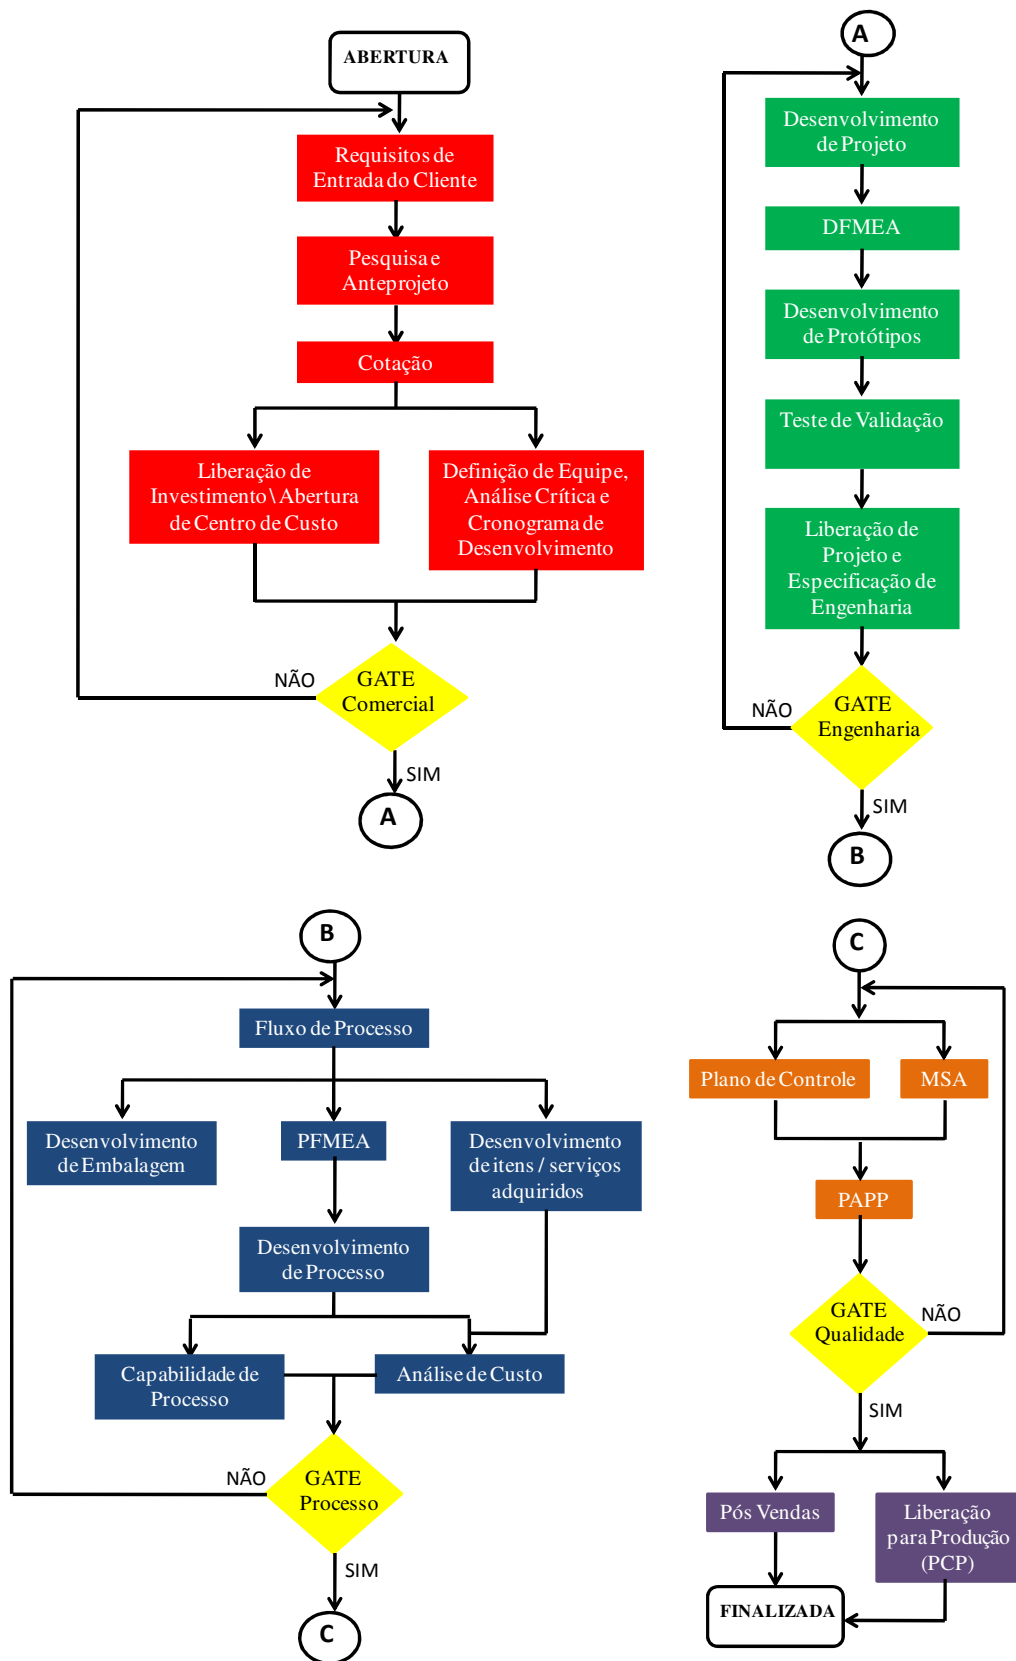 ABERTURA
Requisitos de
Entrada do Cliente
Pesquisa e
Anteprojeto
Cotação
Liberação de
Investimento \ Abertura
de Centro de Custo
Definição de Equipe,
Análise Crítica e
Cronograma de
Desenvolvimento
NÃO
GATE
Comercial
SIM
A
A
Desenvolvimento
de Projeto
DFMEA
Desenvolvimento
de Protótipos
Teste de Validação
Liberação de
Projeto e
Especificação de
Engenharia
NÃO
GATE
Engenharia
SIM
B
B
Fluxo de Processo
Desenvolvimento
de Embalagem
PFMEA
Desenvolvimento
de itens / serviços
adquiridos
Desenvolvimento
de Processo
Capabilidade de
Processo
Análise de Custo
NÃO
GATE
Processo
SIM
C
C
Plano de Controle
MSA
PAPP
GATE
Qualidade
NÃO
SIM
Pós Vendas
Liberação
para Produção
(PCP)
FINALIZADA